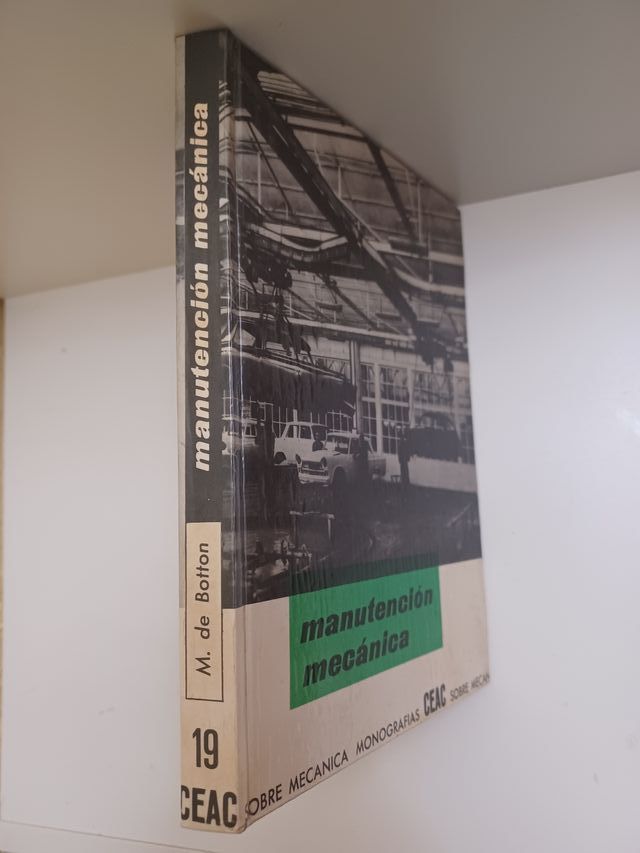 manutención mecánica
M. de Botton
19
CEAC
manutención
mecánica
SOBRE MECANICA MONOGRAFIAS CEAC SOBRE MECAN